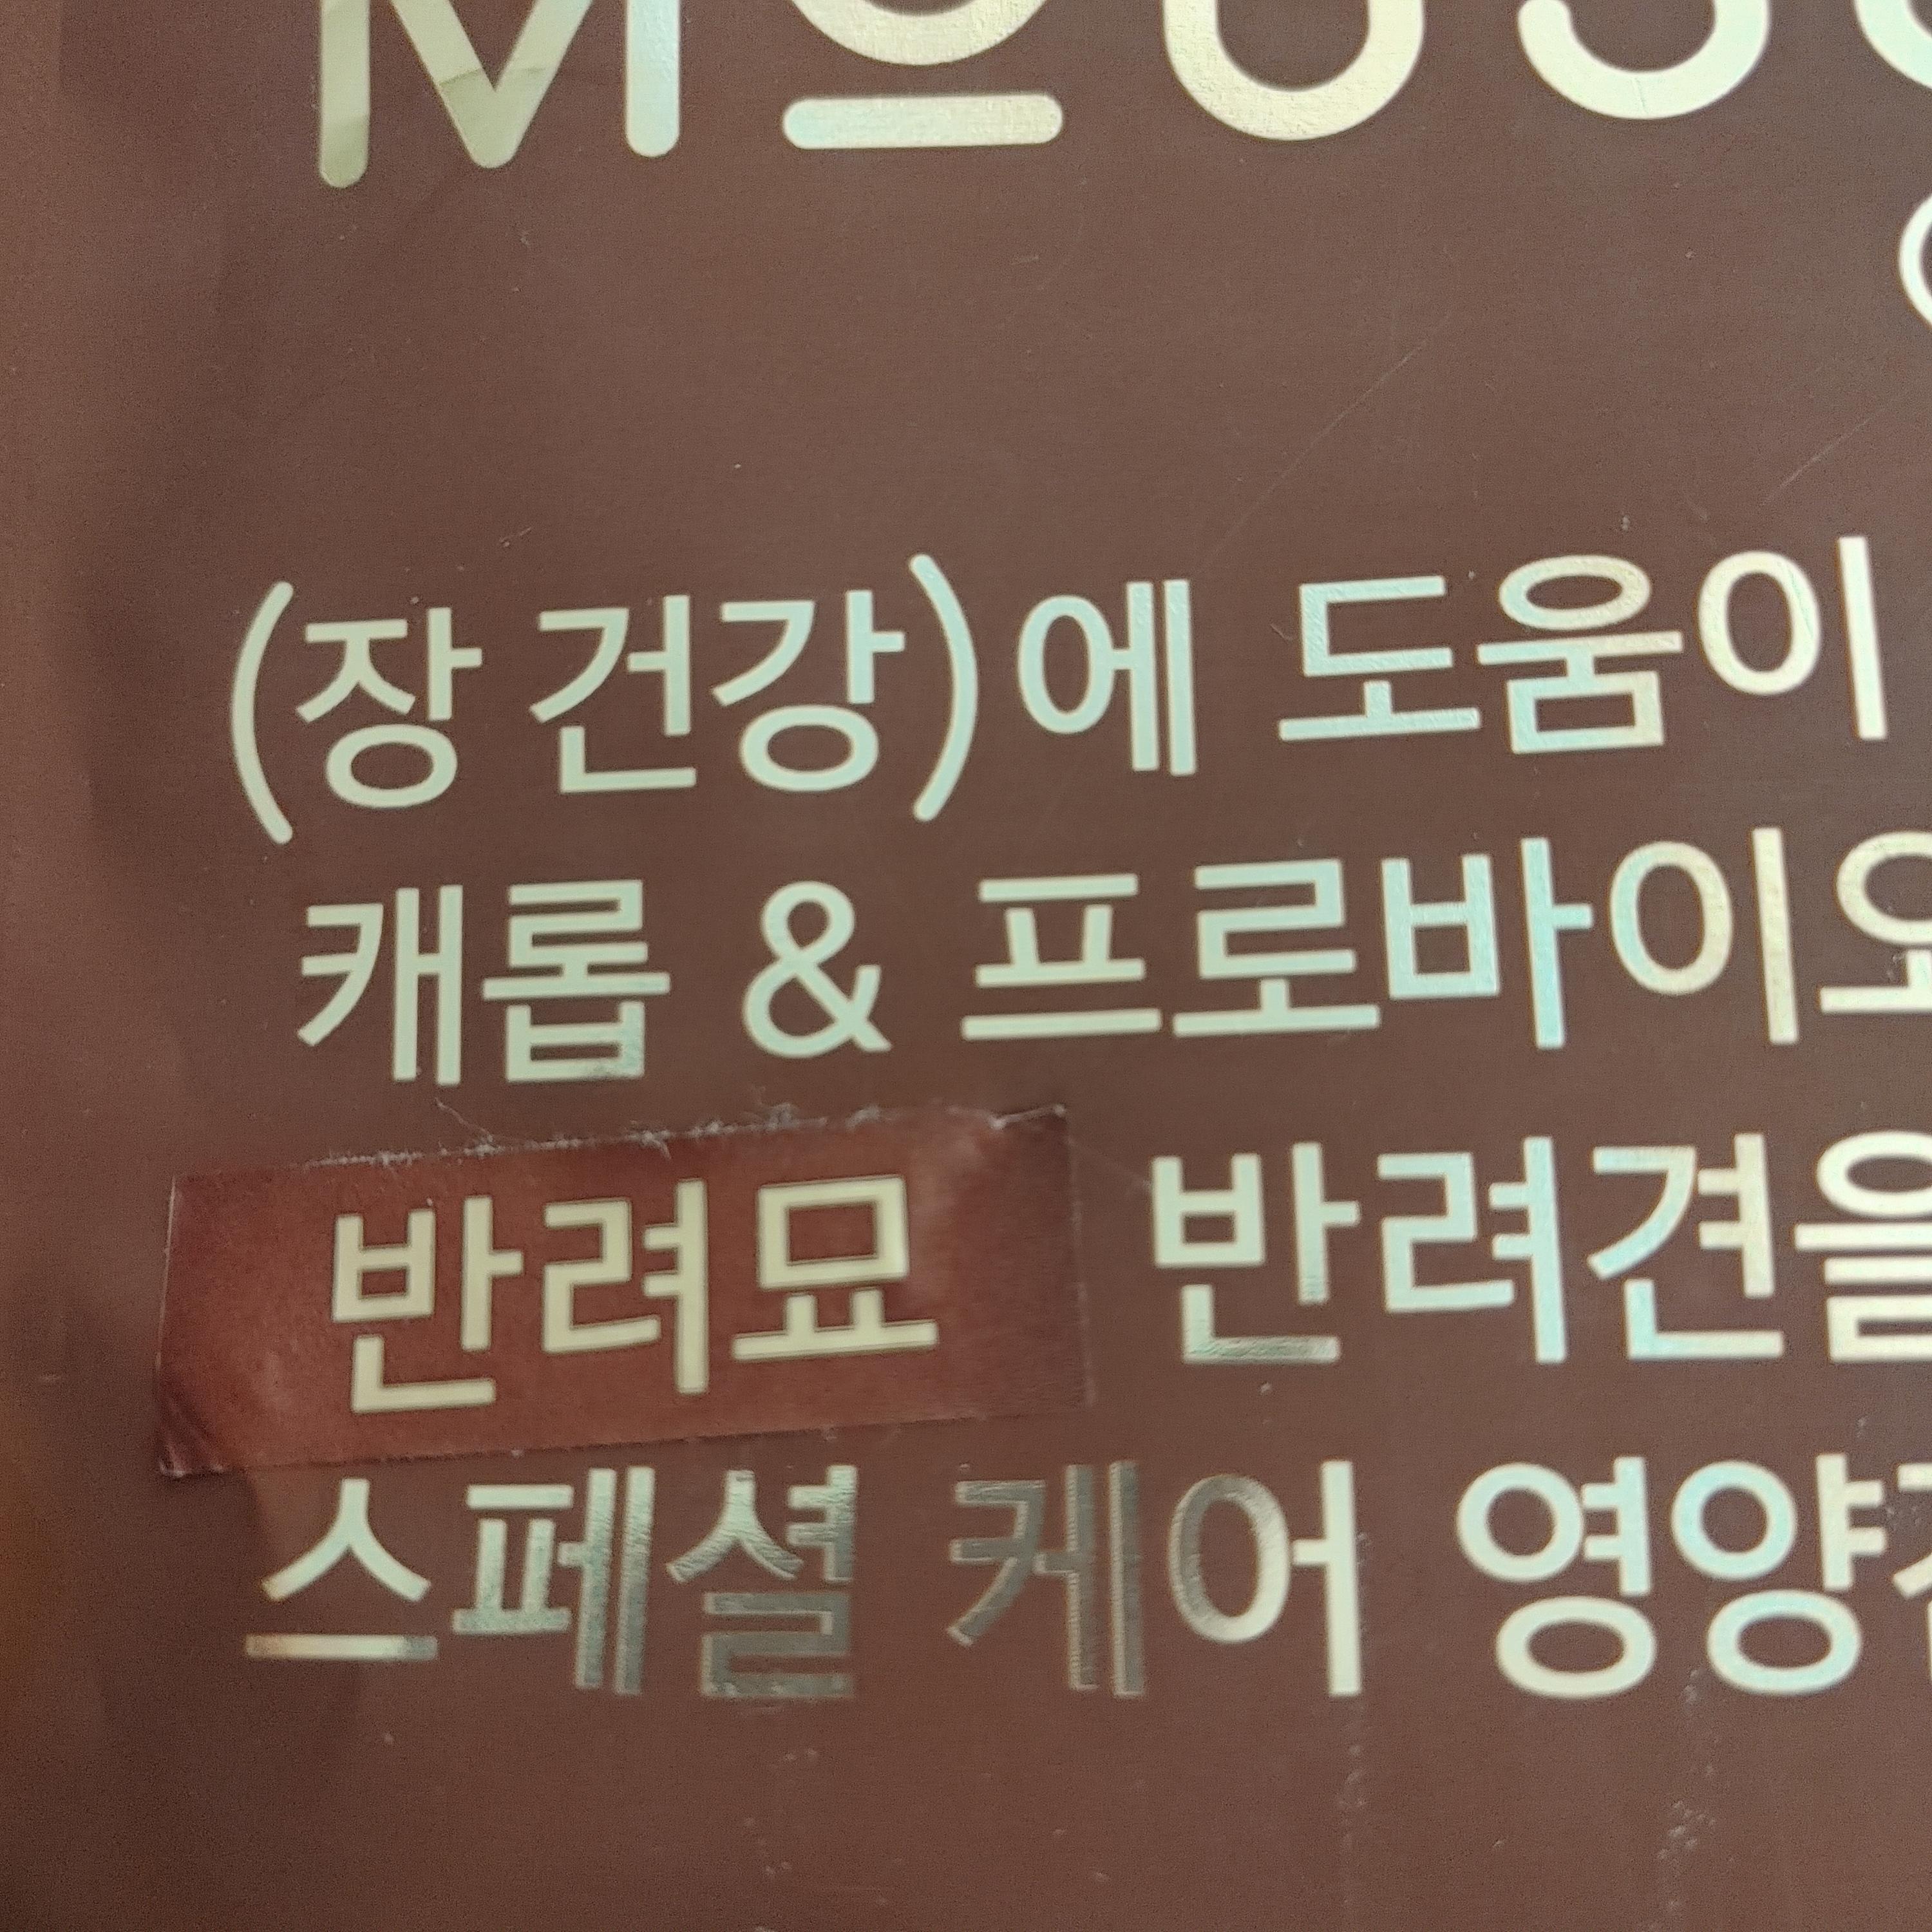 (장 건강)에 도움이
캐롭 & 프로바이오
반려묘 반려견을
스페셜 케어 영양